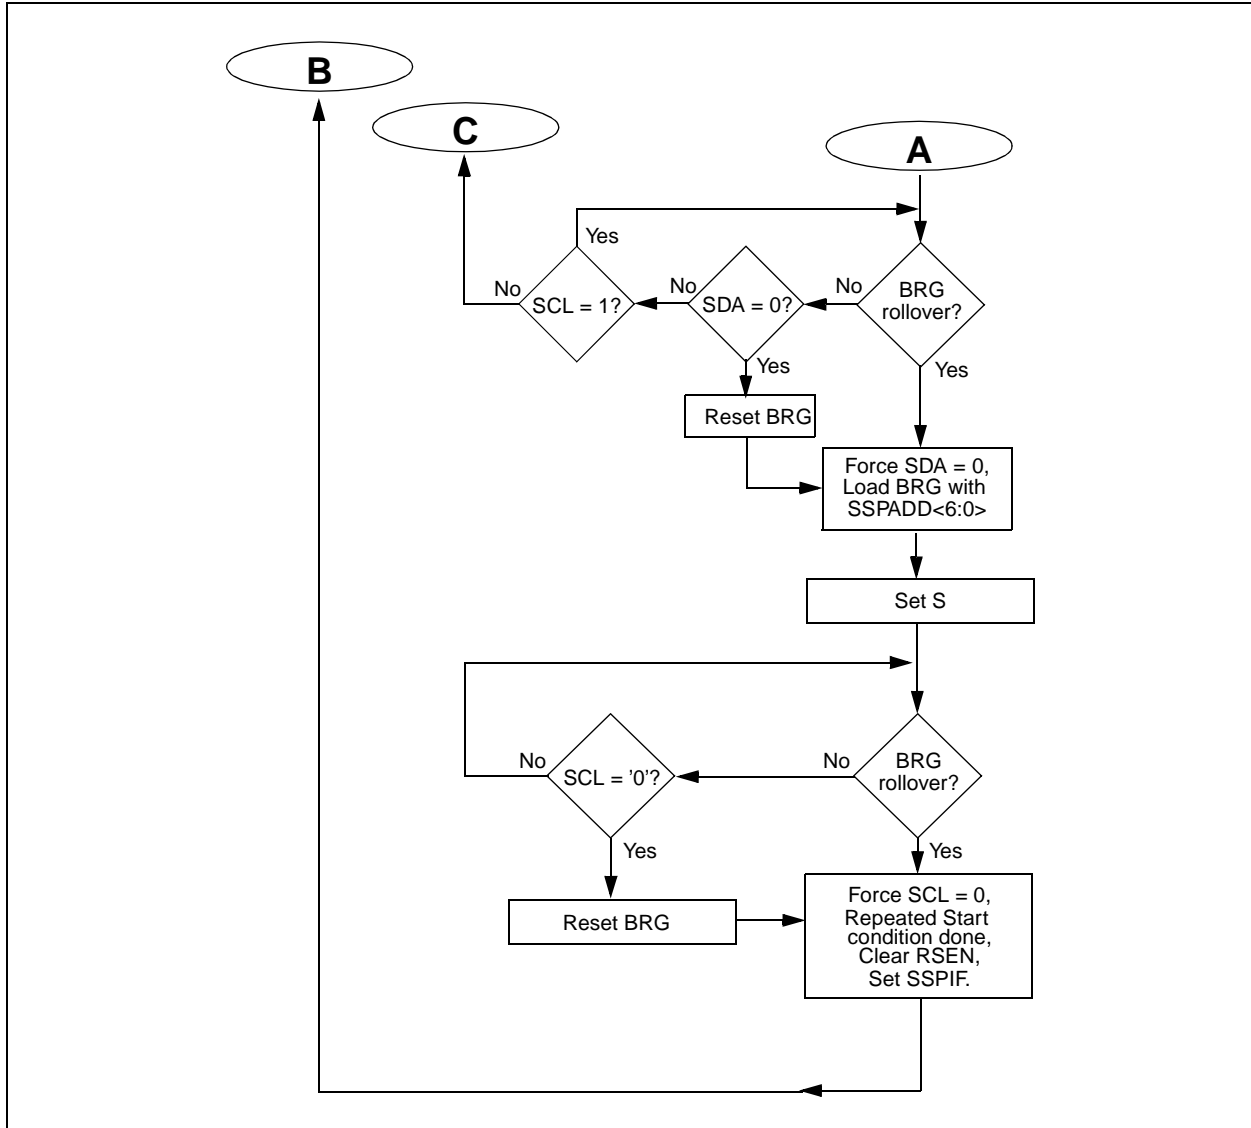 B
C
A
Yes
No
SCL = 1?
No
SDA = 0?
No
BRG
rollover?
Yes
Yes
Reset BRG
Force SDA = 0,
Load BRG with
SSPADD<6:0>
Set S
No
SCL = '0'?
No
BRG
rollover?
Yes
Yes
Reset BRG
Force SCL = 0,
Repeated Start
condition done,
Clear RSEN,
Set SSPIF.